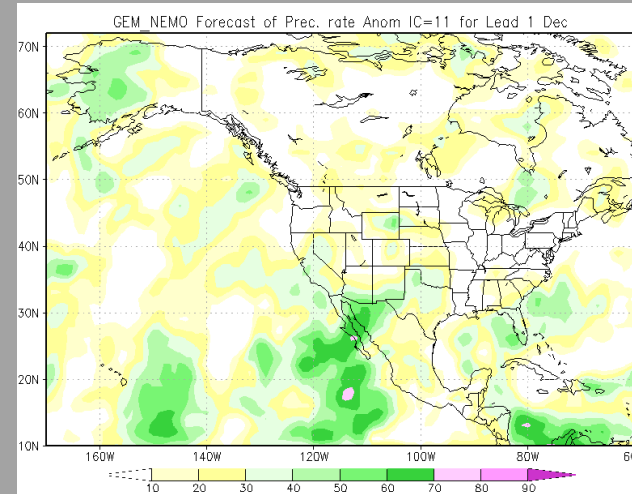 GEM_NEMO Forecast of Prec. rate Anom IC=11 for Lead 1 Dec
70N
60N
50N
40N
30N
20N
10N
160W 140W 120W 100W 80W
10 20 30 40 50 60 70 80 90